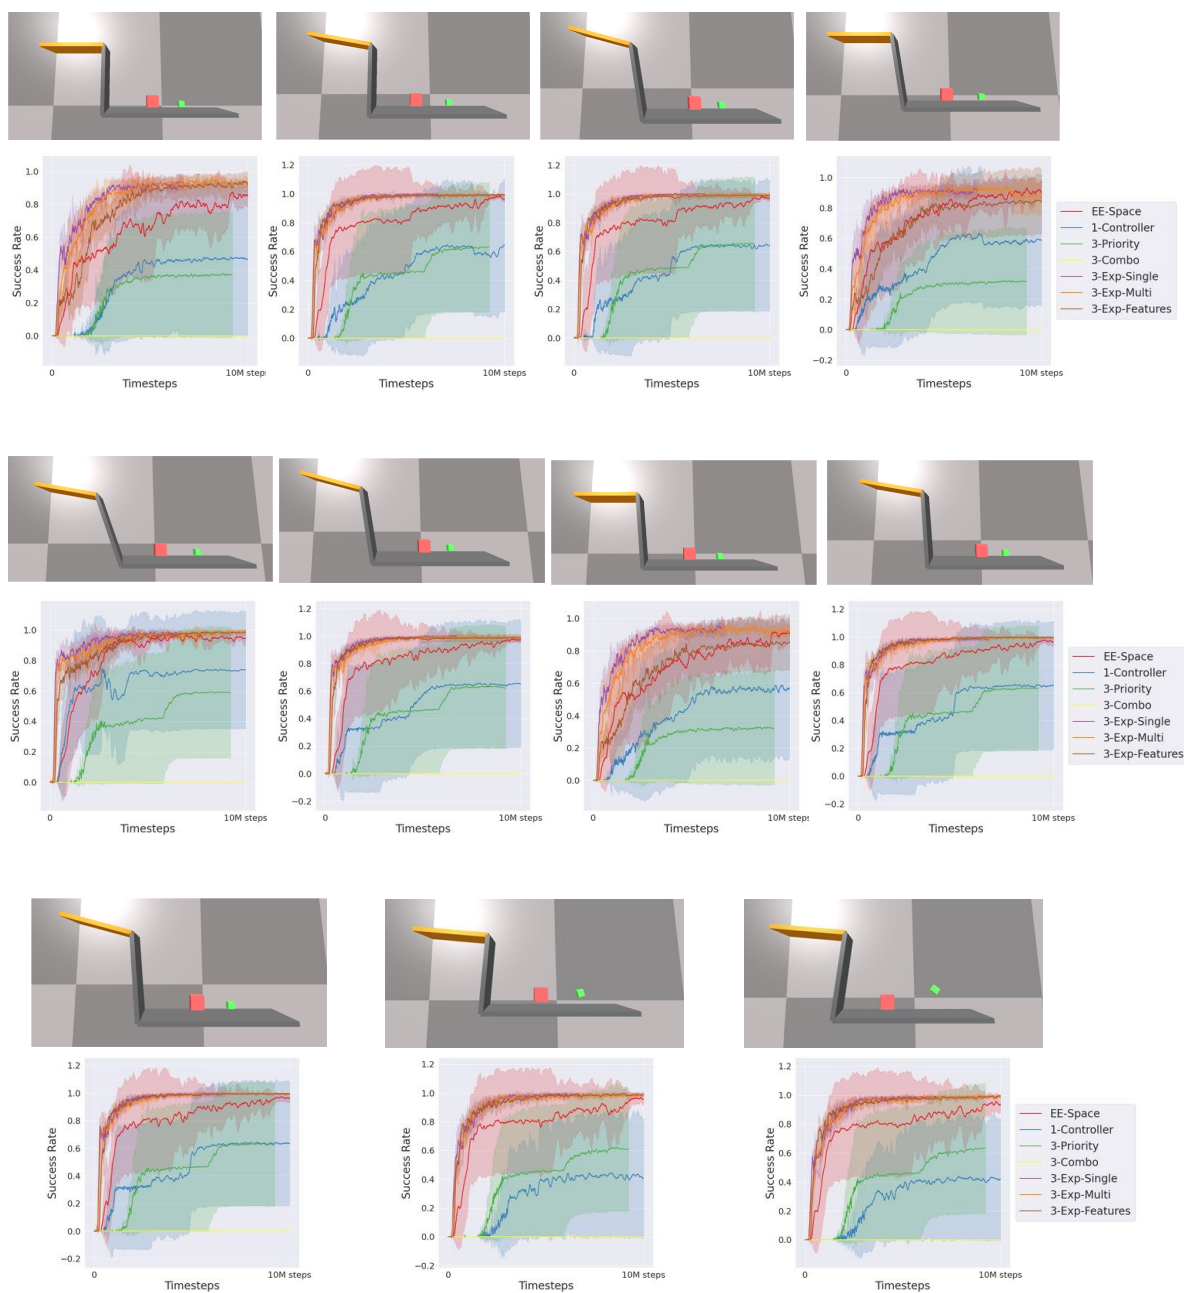 1.0
0.8
0.6
0.4
0.2
0.0
Success Rate
0
10M steps
Timesteps
1.2
1.0
0.8
0.6
0.4
0.2
0.0
Success Rate
0
10M steps
Timesteps
1.2
1.0
0.8
0.6
0.4
0.2
0.0
Success Rate
0
10M steps
Timesteps
1.0
0.8
0.6
0.4
0.2
0.0
−0.2
Success Rate
0
10M steps
Timesteps
EE-Space
1-Controller
3-Priority
3-Combo
3-Exp-Single
3-Exp-Multi
3-Exp-Features
1.0
0.8
0.6
0.4
0.2
0.0
Success Rate
0
10M steps
Timesteps
1.2
1.0
0.8
0.6
0.4
0.2
0.0
−0.2
Success Rate
0
10M steps
Timesteps
1.0
0.8
0.6
0.4
0.2
0.0
Success Rate
0
10M steps
Timesteps
1.2
1.0
0.8
0.6
0.4
0.2
0.0
−0.2
Success Rate
0
10M steps
Timesteps
EE-Space
1-Controller
3-Priority
3-Combo
3-Exp-Single
3-Exp-Multi
3-Exp-Features
1.2
1.0
0.8
0.6
0.4
0.2
0.0
−0.2
Success Rate
0
10M steps
Timesteps
1.2
1.0
0.8
0.6
0.4
0.2
0.0
−0.2
Success Rate
0
10M steps
Timesteps
1.2
1.0
0.8
0.6
0.4
0.2
0.0
Success Rate
0
10M steps
Timesteps
EE-Space
1-Controller
3-Priority
3-Combo
3-Exp-Single
3-Exp-Multi
3-Exp-Features